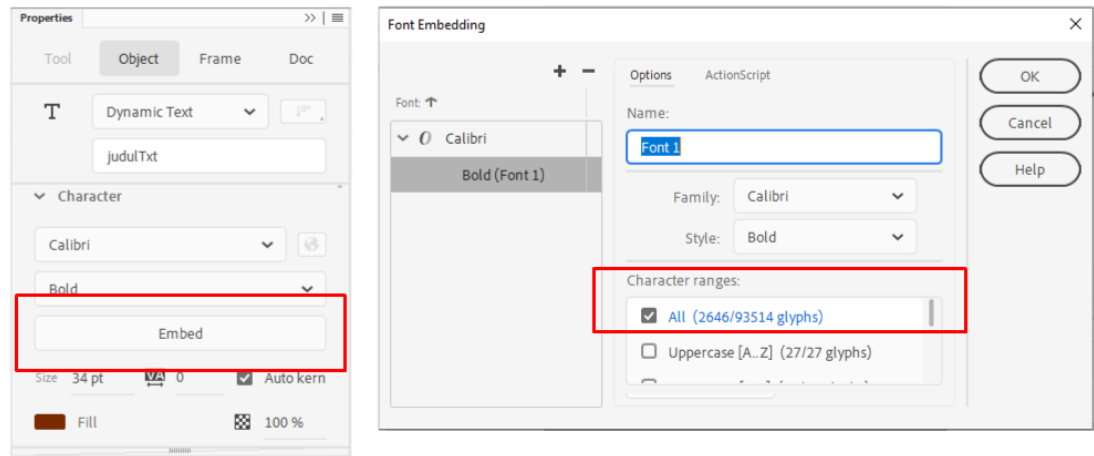 Properties
Tool Object Frame Doc
T Dynamic Text
judulTxt
Character
Calibri
Bold
Embed
Size 34 pt VA 0 Auto kern
Fill 100 %
Font Embedding
Options ActionScript
Font:
Name:
Calibri
Font 1
Bold (Font 1)
Family: Calibri
Style: Bold
Character ranges:
All (2646/93514 glyphs)
Uppercase [A..Z] (27/27 glyphs)
OK
Cancel
Help